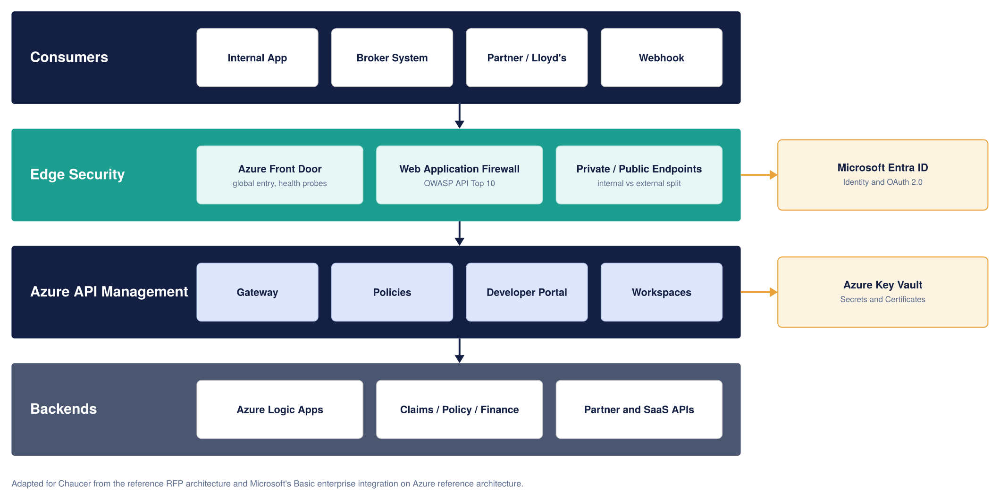 Consumers
Internal App
Broker System
Partner / Lloyd's
Webhook
Edge Security
Azure Front Door
global entry, health probes
Web Application Firewall
OWASP API Top 10
Private / Public Endpoints
internal vs external split
Microsoft Entra ID
Identity and OAuth 2.0
Azure API Management
Gateway
Policies
Developer Portal
Workspaces
Azure Key Vault
Secrets and Certificates
Backends
Azure Logic Apps
Claims / Policy / Finance
Partner and SaaS APIs
Adapted for Chaucer from the reference RFP architecture and Microsoft's Basic enterprise integration on Azure reference architecture.